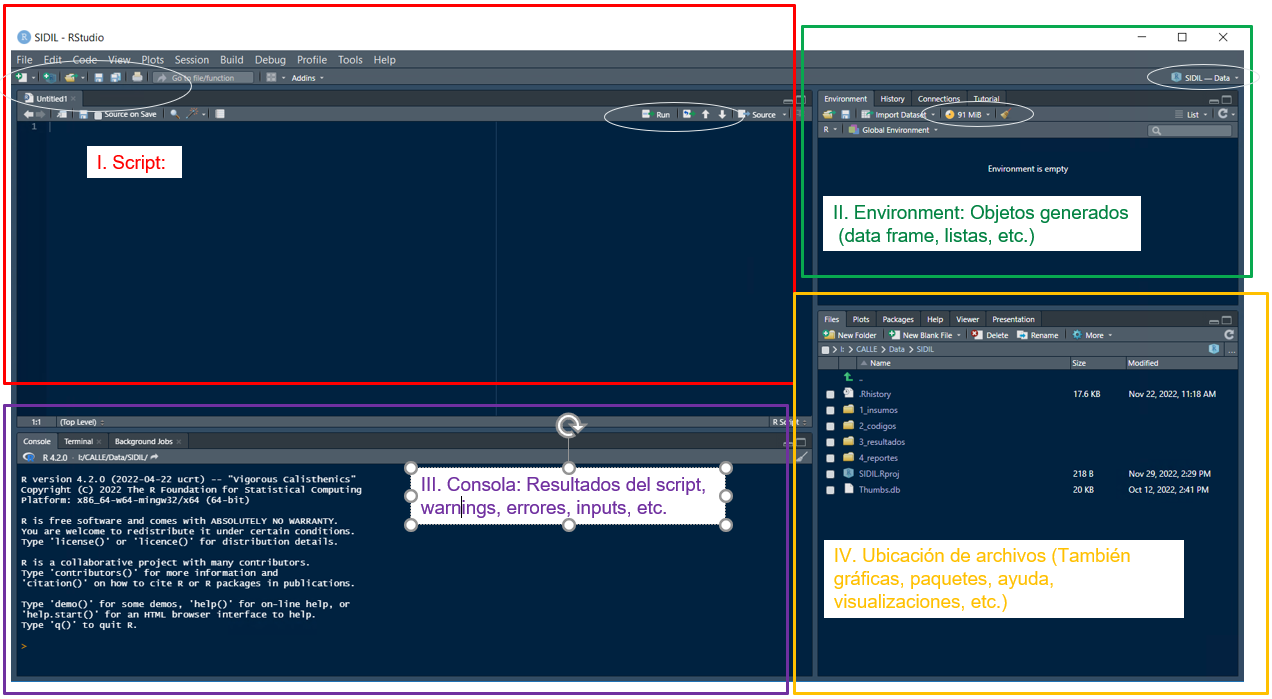 SIDIL - RStudio
File Edit Code View Plots Session Build Debug Profile Tools Help
Go to file/function Addins
SIDIL — Data
Untitled1
Source on Save Run Source
1
I. Script:
1:1 (Top Level) R Script
Console Terminal Background Jobs
R 4.2.0 · I:/CALLE/Data/SIDIL/
R version 4.2.0 (2022-04-22 ucrt) -- "Vigorous Calisthenics"
Copyright (C) 2022 The R Foundation for Statistical Computing
Platform: x86_64-w64-mingw32/x64 (64-bit)
R is free software and comes with ABSOLUTELY NO WARRANTY.
You are welcome to redistribute it under certain conditions.
Type 'license()' or 'licence()' for distribution details.
R is a collaborative project with many contributors.
Type 'contributors()' for more information and
'citation()' on how to cite R or R packages in publications.
Type 'demo()' for some demos, 'help()' for on-line help, or
'help.start()' for an HTML browser interface to help.
Type 'q()' to quit R.
>
III. Consola: Resultados del script,
warnings, errores, inputs, etc.
Environment History Connections Tutorial
Import Dataset 91 MiB List
R Global Environment
Environment is empty
II. Environment: Objetos generados
(data frame, listas, etc.)
Files Plots Packages Help Viewer Presentation
New Folder New Blank File Delete Rename More
I: > CALLE > Data > SIDIL
Name Size Modified
..
.Rhistory 17.6 KB Nov 22, 2022, 11:18 AM
1_insumos
2_codigos
3_resultados
4_reportes
SIDIL.Rproj 218 B Nov 29, 2022, 2:29 PM
Thumbs.db 20 KB Oct 12, 2022, 2:41 PM
IV. Ubicación de archivos (También
gráficas, paquetes, ayuda,
visualizaciones, etc.)